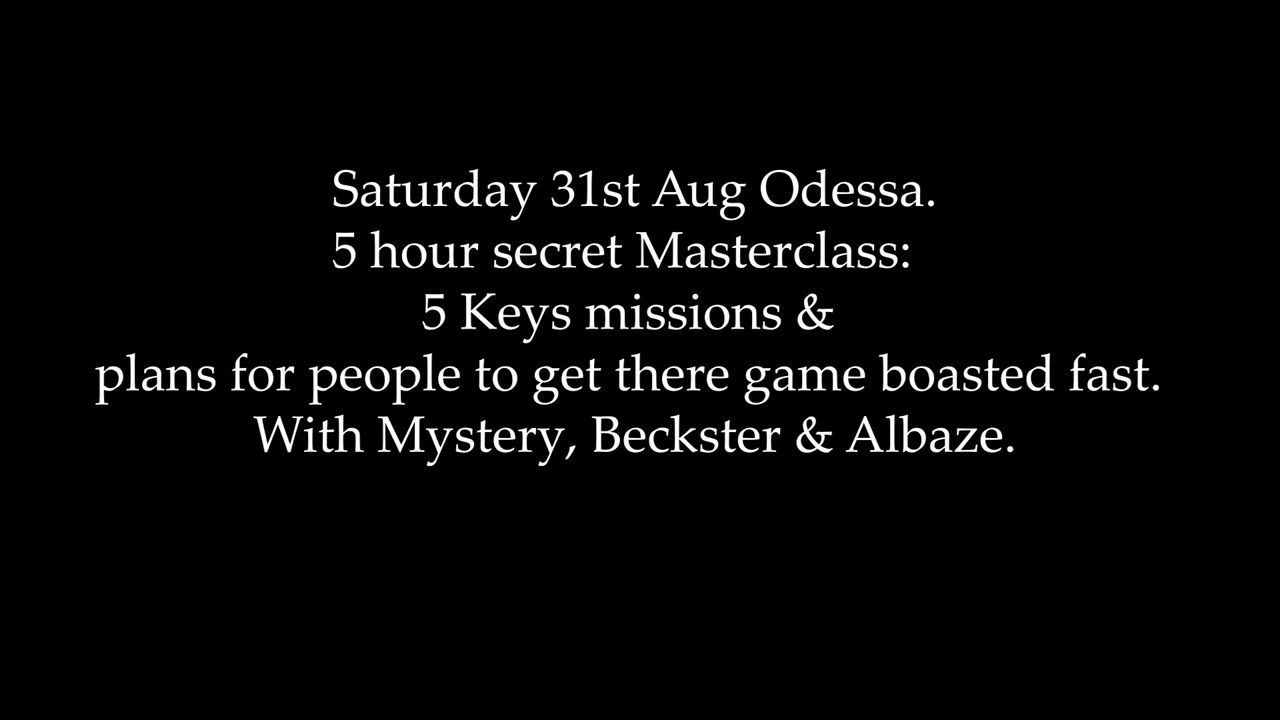 Saturday 31st Aug Odessa.
5 hour secret Masterclass:
5 Keys missions &
plans for people to get there game boasted fast.
With Mystery, Beckster & Albaze.